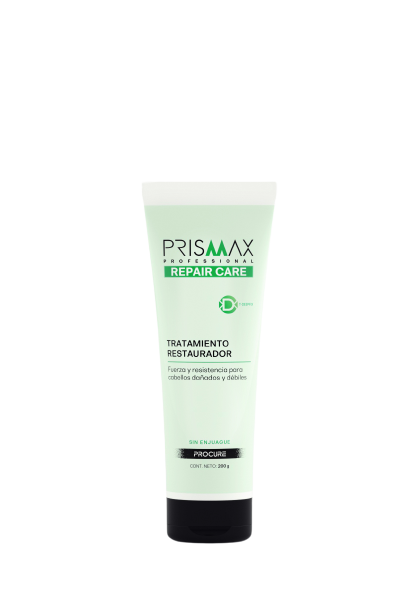 PRISMAX
PROFESSIONAL
REPAIR CARE
D
TRATAMIENTO
RESTAURADOR
Fuerza y resistencia para
cabellos dañados y débiles
SIN ENJUAGUE
PROCURE
CONT. NETO: 200 g